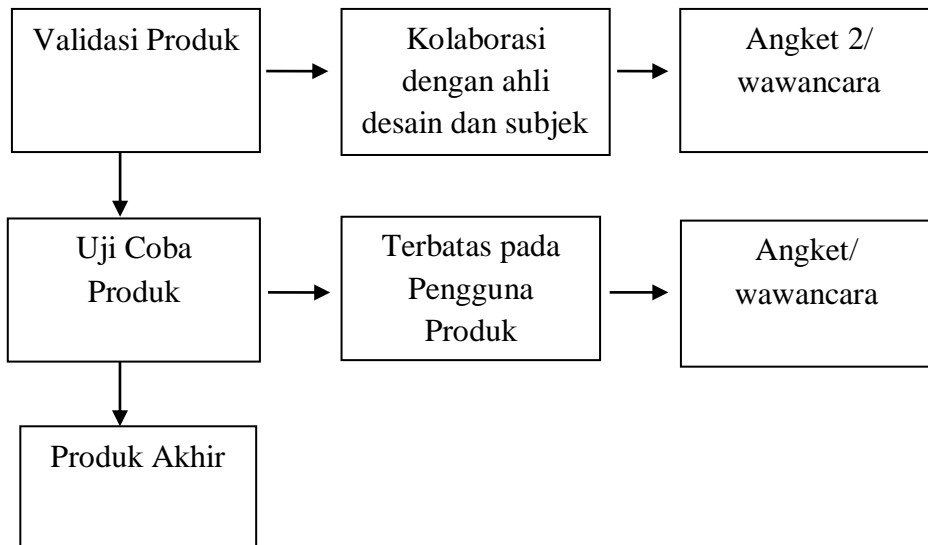 Validasi Produk
Kolaborasi
dengan ahli
desain dan subjek
Angket 2/
wawancara
Uji Coba
Produk
Terbatas pada
Pengguna
Produk
Angket/
wawancara
Produk Akhir